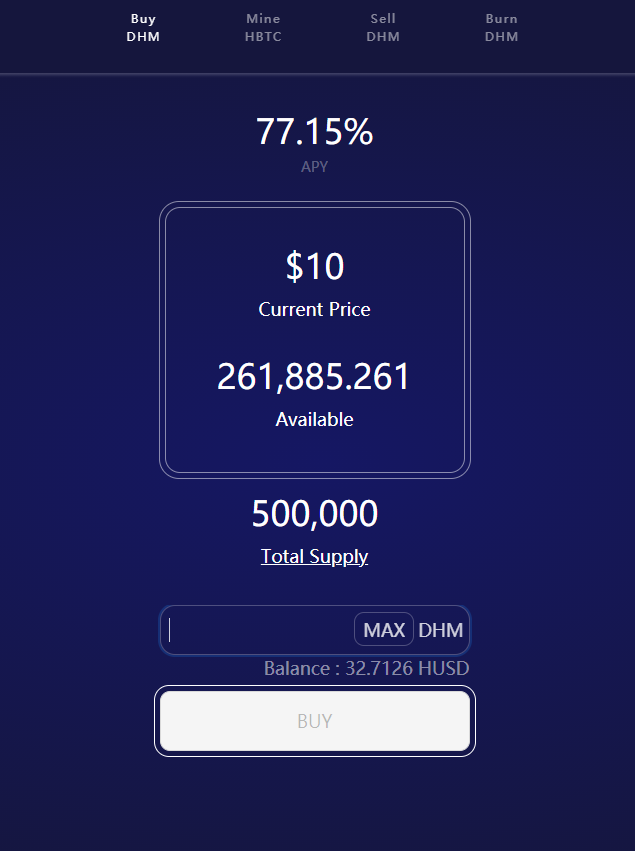 Buy Mine Sell Burn
DHM HBTC DHM DHM
77.15%
APY
$10
Current Price
261,885.261
Available
500,000
Total Supply
MAX DHM
Balance : 32.7126 HUSD
BUY